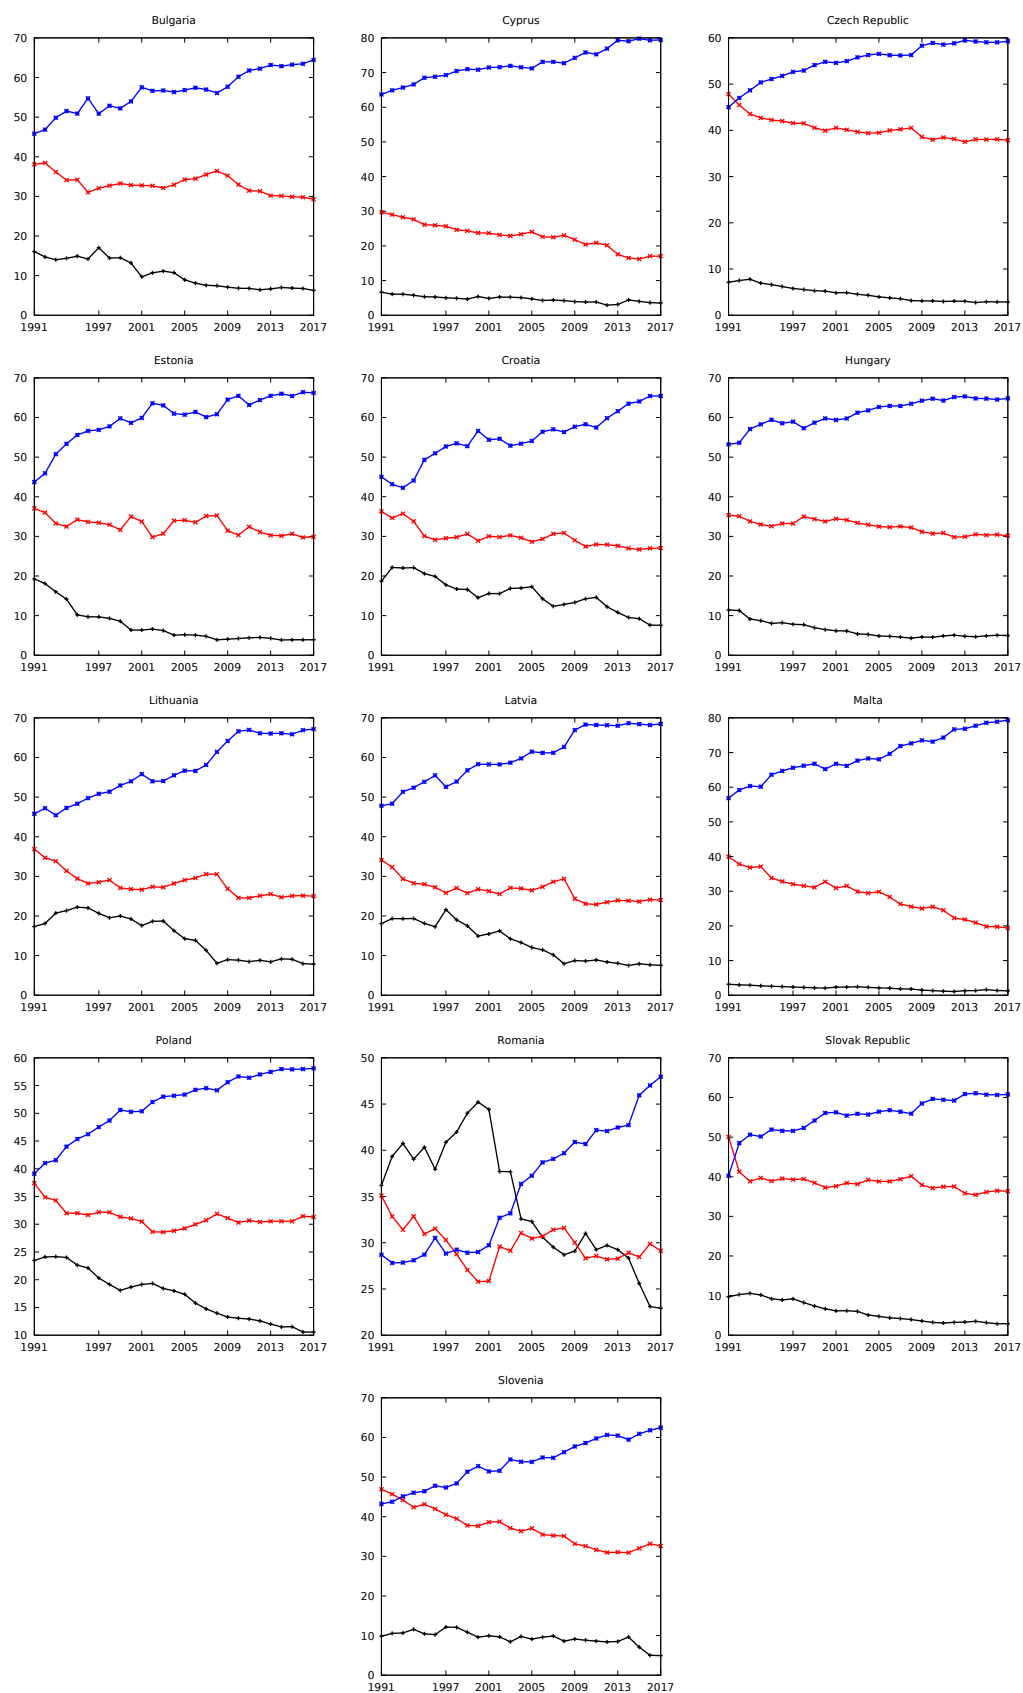 Bulgaria Cyprus Czech Republic
70 80 60
60 70 50
50 60 40
40 50 30
30 40 20
20 30 10
10 20 0
0 10
0
1991 1997 2001 2005 2009 2013 2017 1991 1997 2001 2005 2009 2013 2017 1991 1997 2001 2005 2009 2013 2017
Estonia Croatia Hungary
70 70 70
60 60 60
50 50 50
40 40 40
30 30 30
20 20 20
10 10 10
0 0 0
1991 1997 2001 2005 2009 2013 2017 1991 1997 2001 2005 2009 2013 2017 1991 1997 2001 2005 2009 2013 2017
Lithuania Latvia Malta
70 70 80
60 60 70
50 50 60
40 40 50
30 30 40
20 20 30
10 10 20
0 0 10
0
1991 1997 2001 2005 2009 2013 2017 1991 1997 2001 2005 2009 2013 2017 1991 1997 2001 2005 2009 2013 2017
Poland Romania Slovak Republic
60 50 70
55 45 60
50 40 50
45 35 40
40 30 30
35 25 20
30 20 10
25 0
20
15
10
1991 1997 2001 2005 2009 2013 2017 1991 1997 2001 2005 2009 2013 2017 1991 1997 2001 2005 2009 2013 2017
Slovenia
70
60
50
40
30
20
10
0
1991 1997 2001 2005 2009 2013 2017